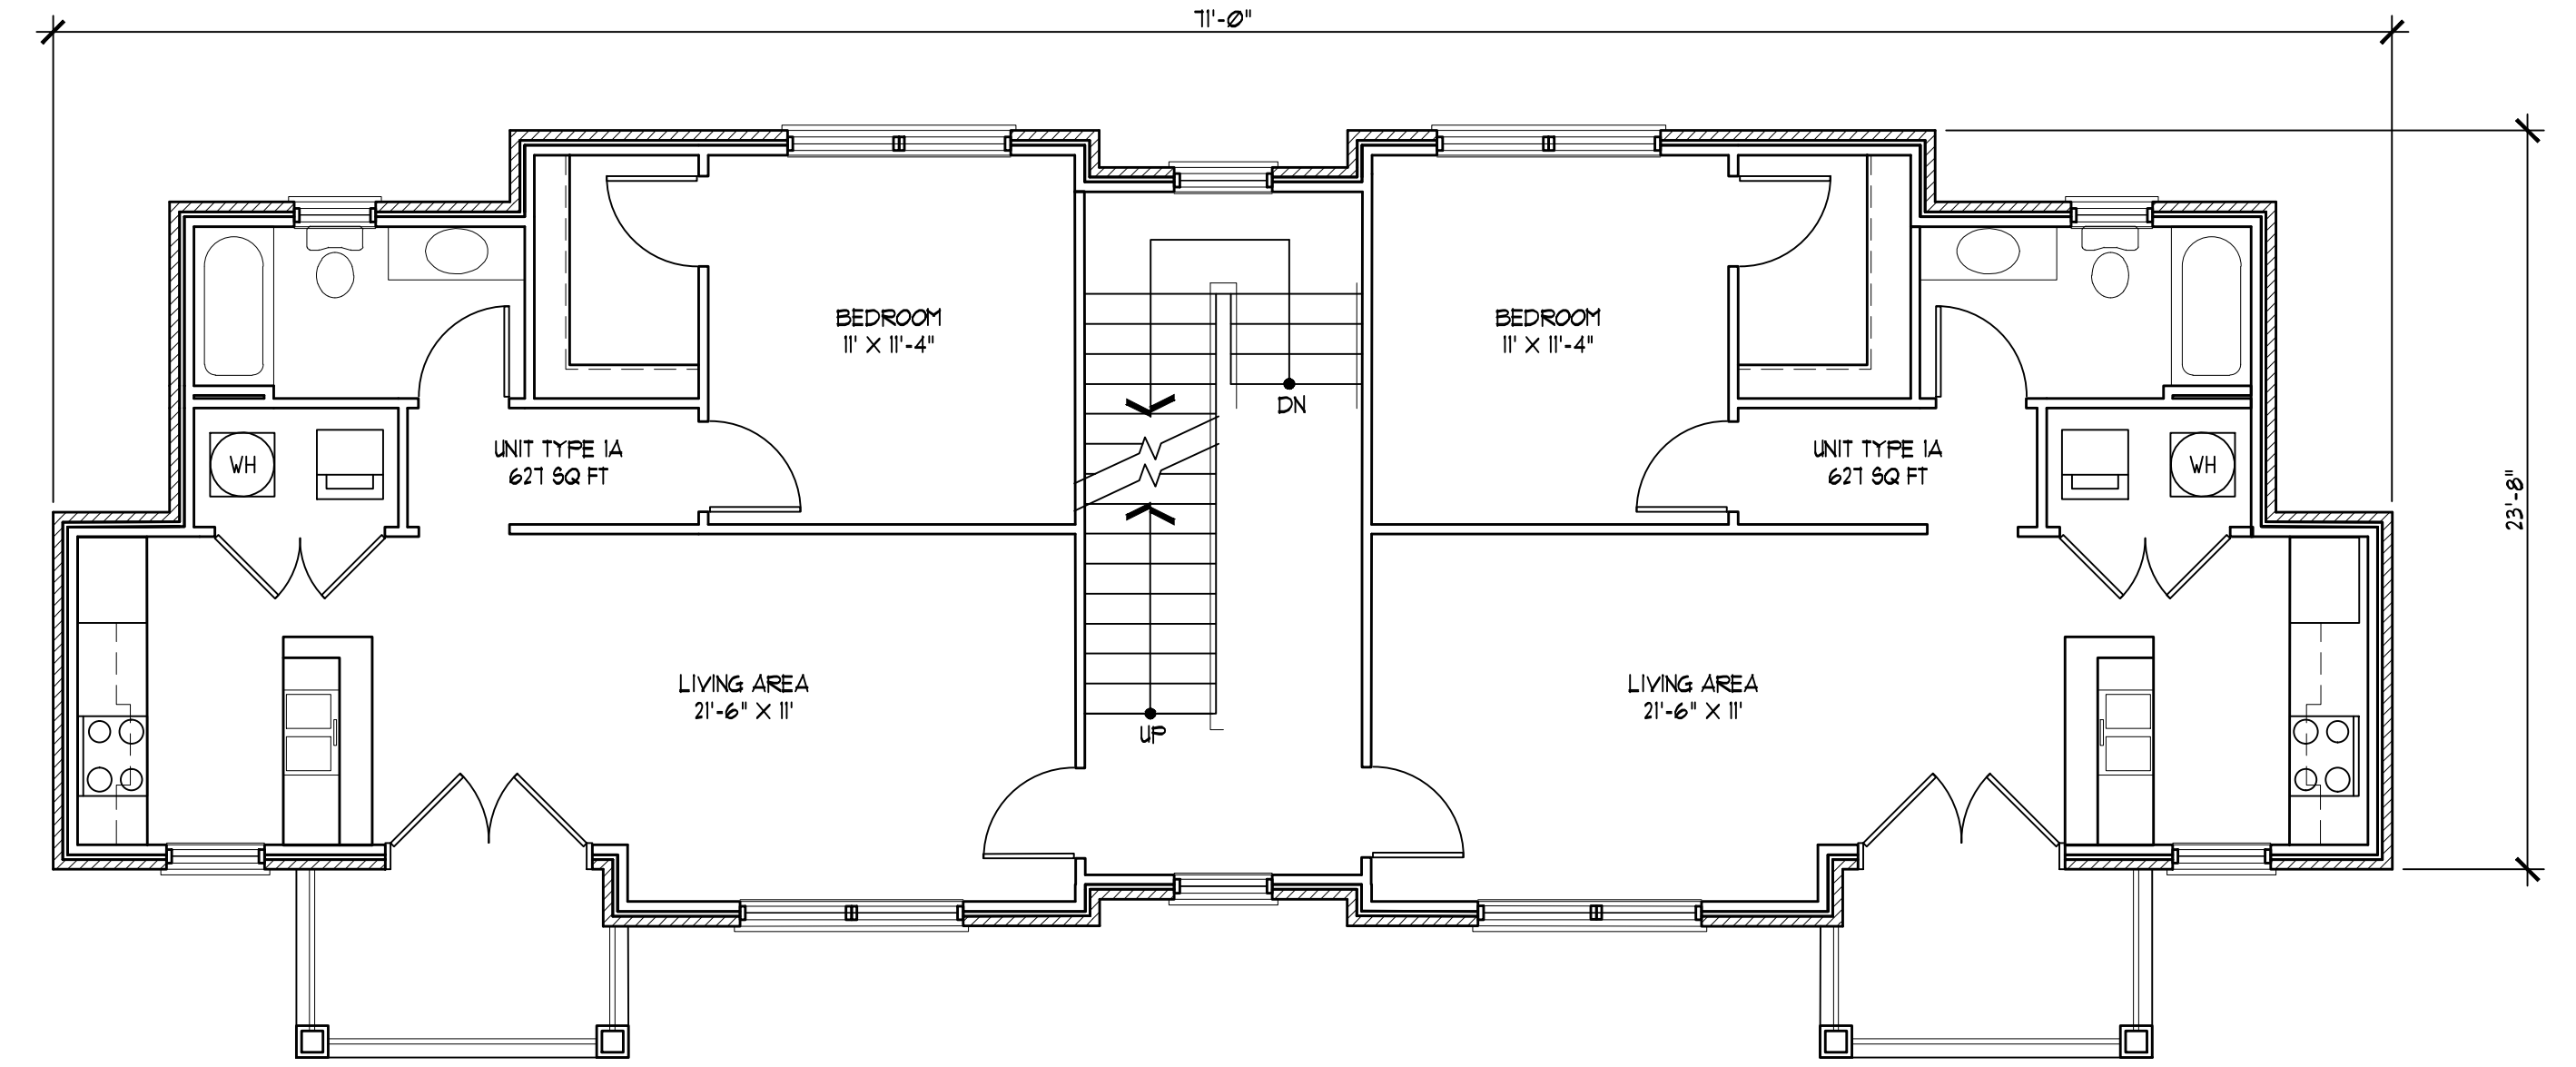 71'-0"
BEDROOM
11' X 11'-4"
BEDROOM
11' X 11'-4"
DN
UNIT TYPE 1A
627 SQ FT
UNIT TYPE 1A
627 SQ FT
WH
WH
23'-8"
LIVING AREA
21'-6" X 11'
LIVING AREA
21'-6" X 11'
UP